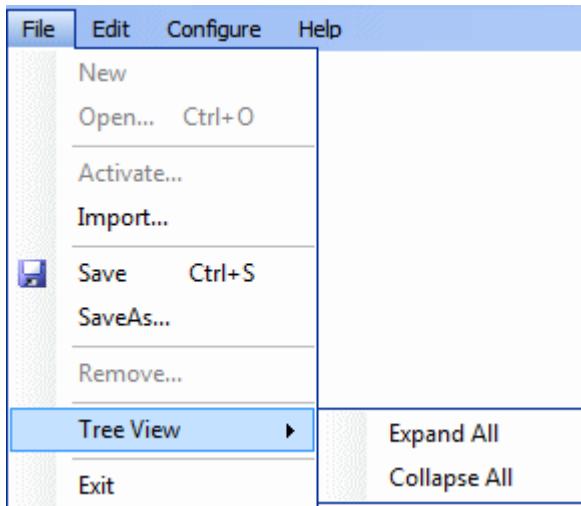 File Edit Configure Help
New
Open... Ctrl+O
Activate...
Import...
Save Ctrl+S
SaveAs...
Remove...
Tree View
Expand All
Collapse All
Exit